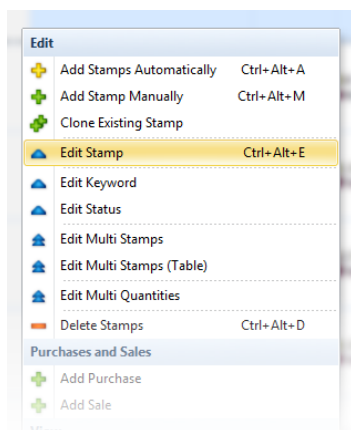 Edit
Add Stamps Automatically Ctrl+Alt+A
Add Stamp Manually Ctrl+Alt+M
Clone Existing Stamp
Edit Stamp Ctrl+Alt+E
Edit Keyword
Edit Status
Edit Multi Stamps
Edit Multi Stamps (Table)
Edit Multi Quantities
Delete Stamps Ctrl+Alt+D
Purchases and Sales
Add Purchase
Add Sale